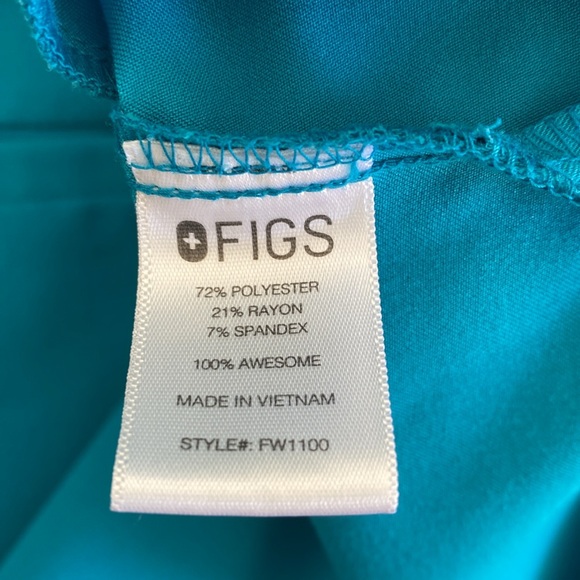 FIGS
72% POLYESTER
21% RAYON
7% SPANDEX
100% AWESOME
MADE IN VIETNAM
STYLE#: FW1100